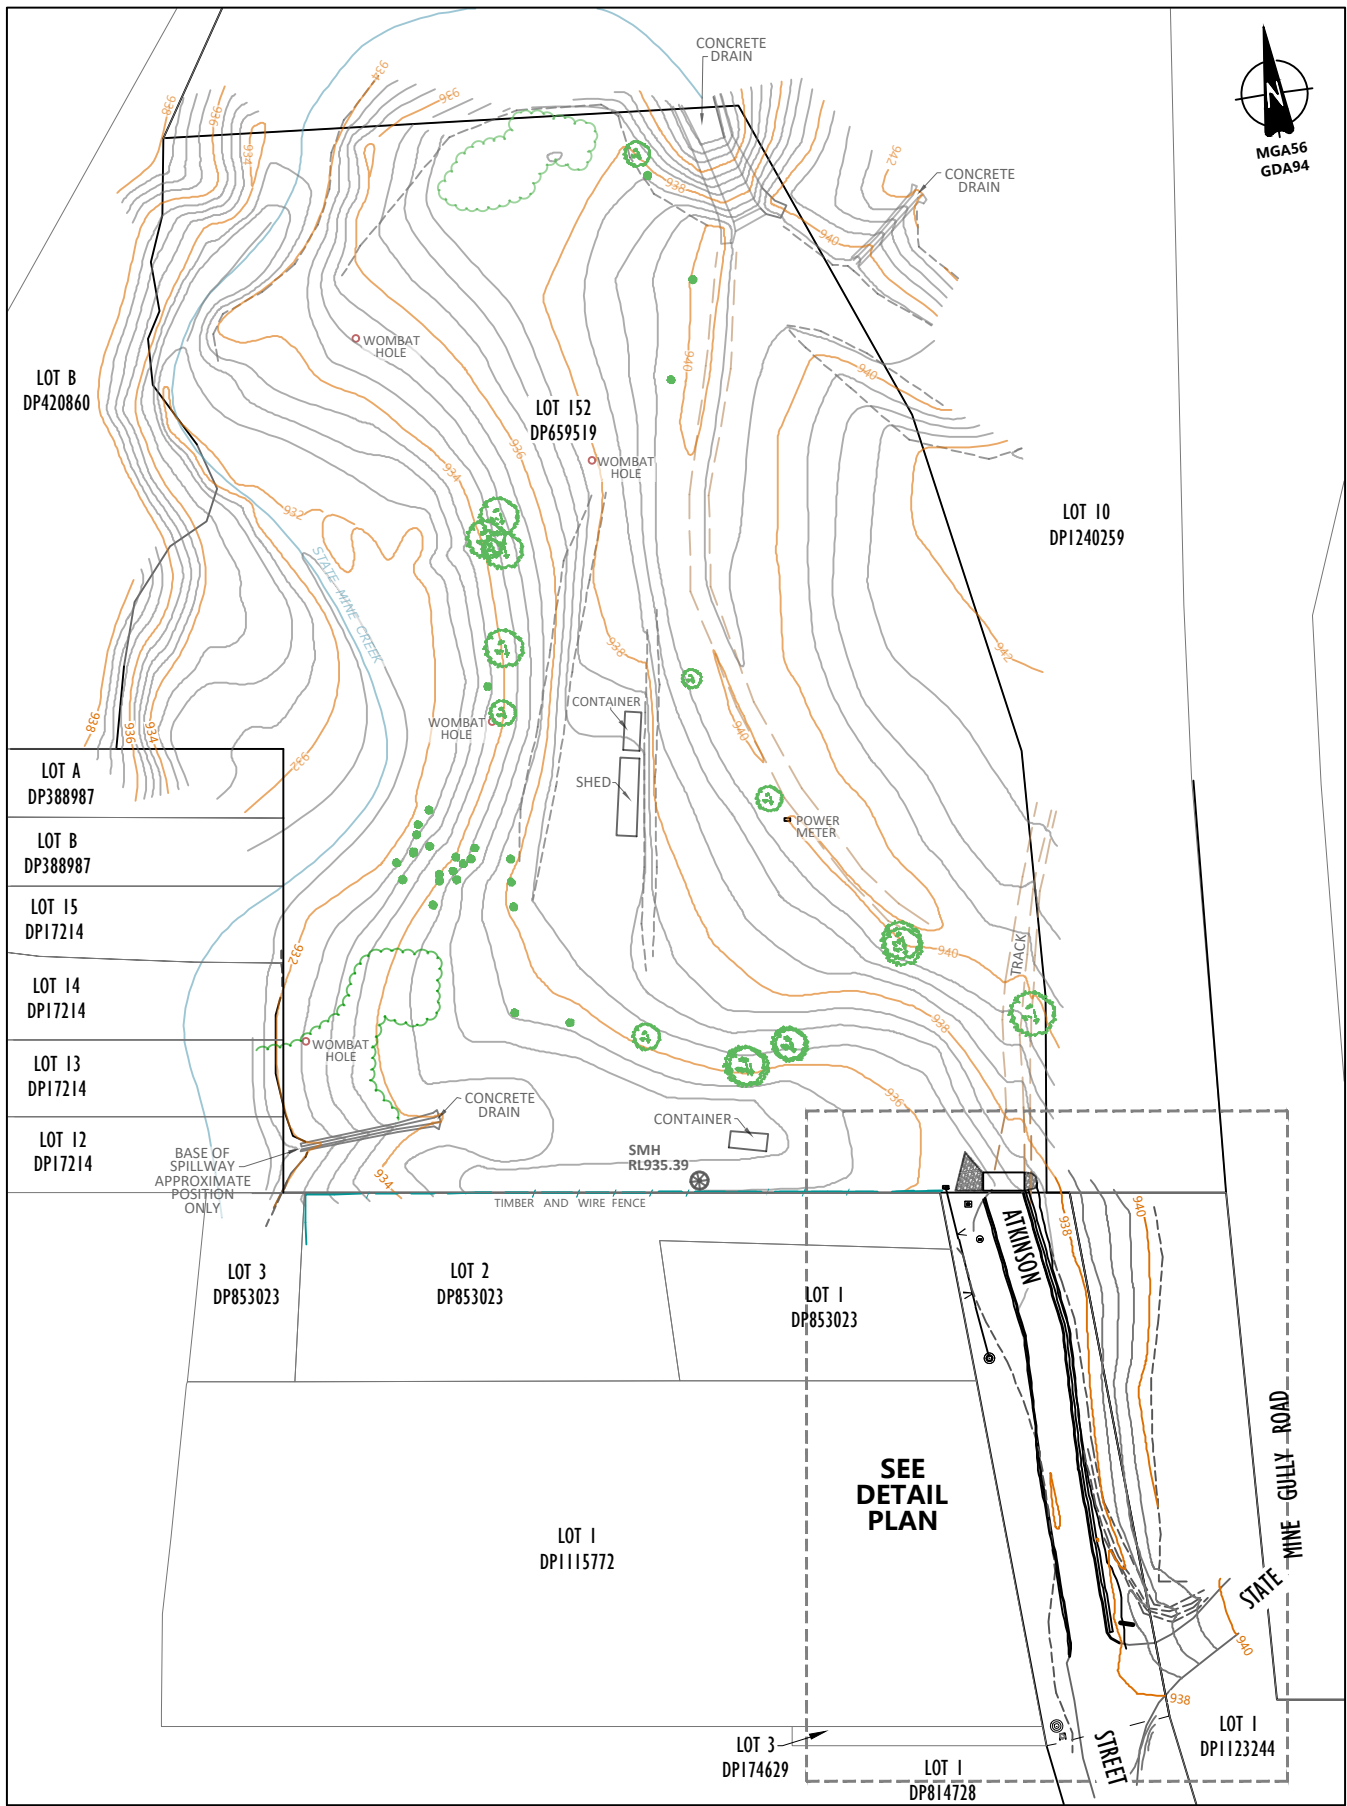 CONCRETE
DRAIN
934
936
938
936
934
MGA56
GDA94
942
CONCRETE
DRAIN
938
940
WOMBAT
HOLE
940
940
LOT B
DP420860
LOT 152
DP659519
936
934
WOMBAT
HOLE
932
LOT 10
DP1240259
STATE MINE CREEK
938
942
CONTAINER
WOMBAT
HOLE
938
936
934
932
940
LOT A
DP388987
SHED
POWER
METER
LOT B
DP388987
LOT 15
DP17214
932
940
TRACK
LOT 14
DP17214
938
WOMBAT
HOLE
LOT 13
DP17214
936
CONCRETE
DRAIN
CONTAINER
LOT 12
DP17214
BASE OF
SPILLWAY
APPROXIMATE
POSITION
ONLY
934
SMH
RL935.39
TIMBER AND WIRE FENCE
ATKINSON
938
940
LOT 3
DP853023
LOT 2
DP853023
LOT 1
DP853023
SEE
DETAIL
PLAN
STATE MINE GULLY ROAD
LOT 1
DP1115772
940
938
LOT 3
DP174629
STREET
LOT 1
DP1123244
LOT 1
DP814728